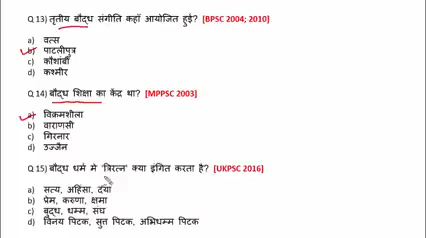 Q 13) तृतीय बौद्ध संगीति कहाँ आयोजित हुई? [BPSC 2004; 2010]
a) वत्स
b) पाटलीपुत्र
c) कौशांबी
d) कश्मीर
Q 14) बौद्ध शिक्षा का केंद्र था? [MPPSC 2003]
a) विक्रमशीला
b) वाराणसी
c) गिरनार
d) उज्जैन
Q 15) बौद्ध धर्म मे 'त्रिरत्न' क्या इंगित करता है? [UKPSC 2016]
a) सत्य, अहिंसा, दया
b) प्रेम, करुणा, क्षमा
c) बुद्ध, धम्म, संघ
d) विनय पिटक, सुत्त पिटक, अभिधम्म पिटक